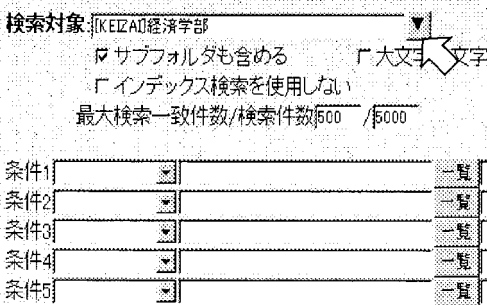 検索対象:[KEIZAI]経済学部
サブフォルダも含める 大文字 文字
インデックス検索を使用しない
最大検索一致件数/検索件数 500 / 5000
条件1 一覧
条件2 一覧
条件3 一覧
条件4 一覧
条件5 一覧